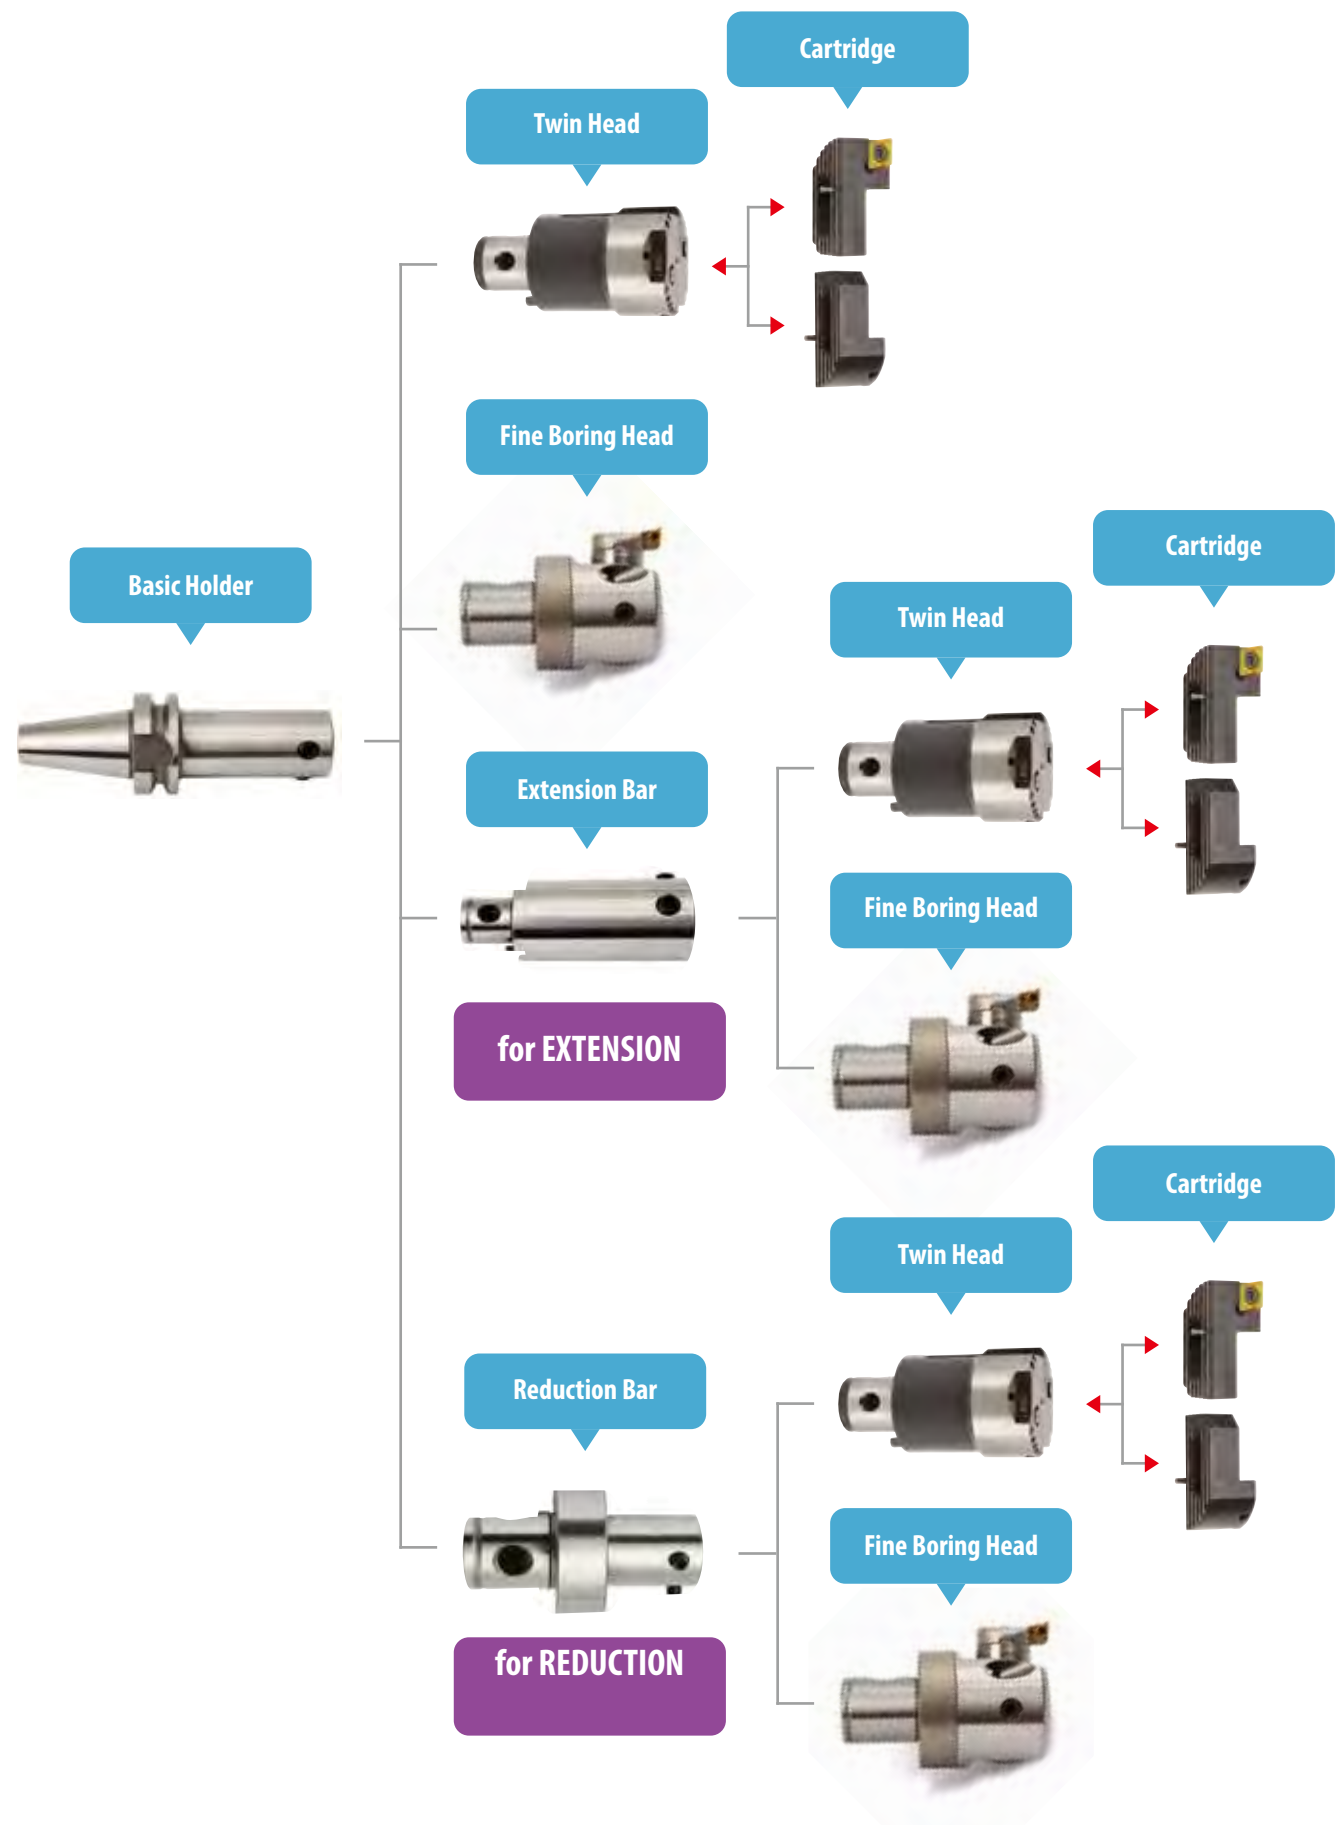 Cartridge
Twin Head
Fine Boring Head
Basic Holder
Extension Bar
for EXTENSION
Cartridge
Twin Head
Fine Boring Head
Reduction Bar
for REDUCTION
Cartridge
Twin Head
Fine Boring Head